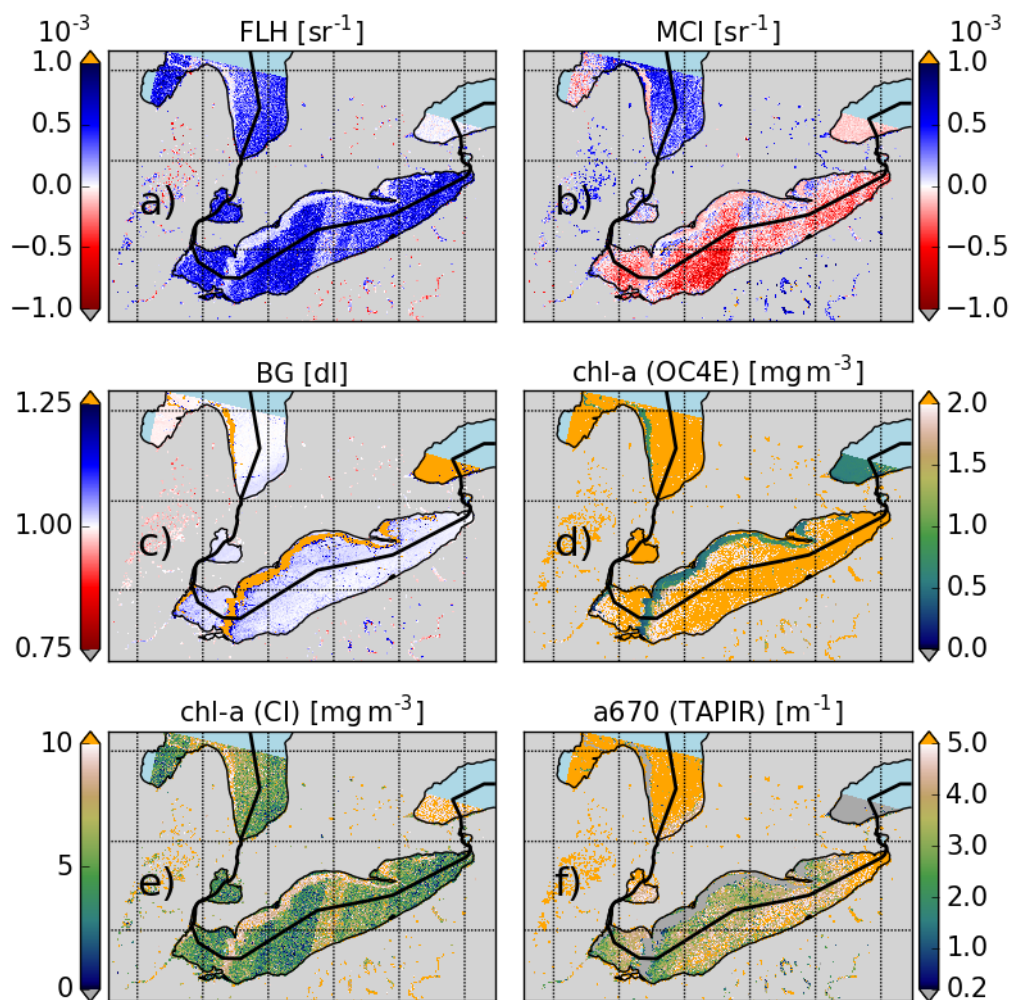 10⁻³ FLH [sr⁻¹] MCI [sr⁻¹] 10⁻³
1.0 1.0
0.5 0.5
0.0 0.0
a) b)
−0.5 −0.5
−1.0 −1.0
BG [dl] chl-a (OC4E) [mg m⁻³]
1.25 2.0
1.5
1.00 1.0
c) d)
0.5
0.75 0.0
chl-a (CI) [mg m⁻³] a670 (TAPIR) [m⁻¹]
10 5.0
4.0
5 3.0
e) f)
2.0
1.0
0 0.2